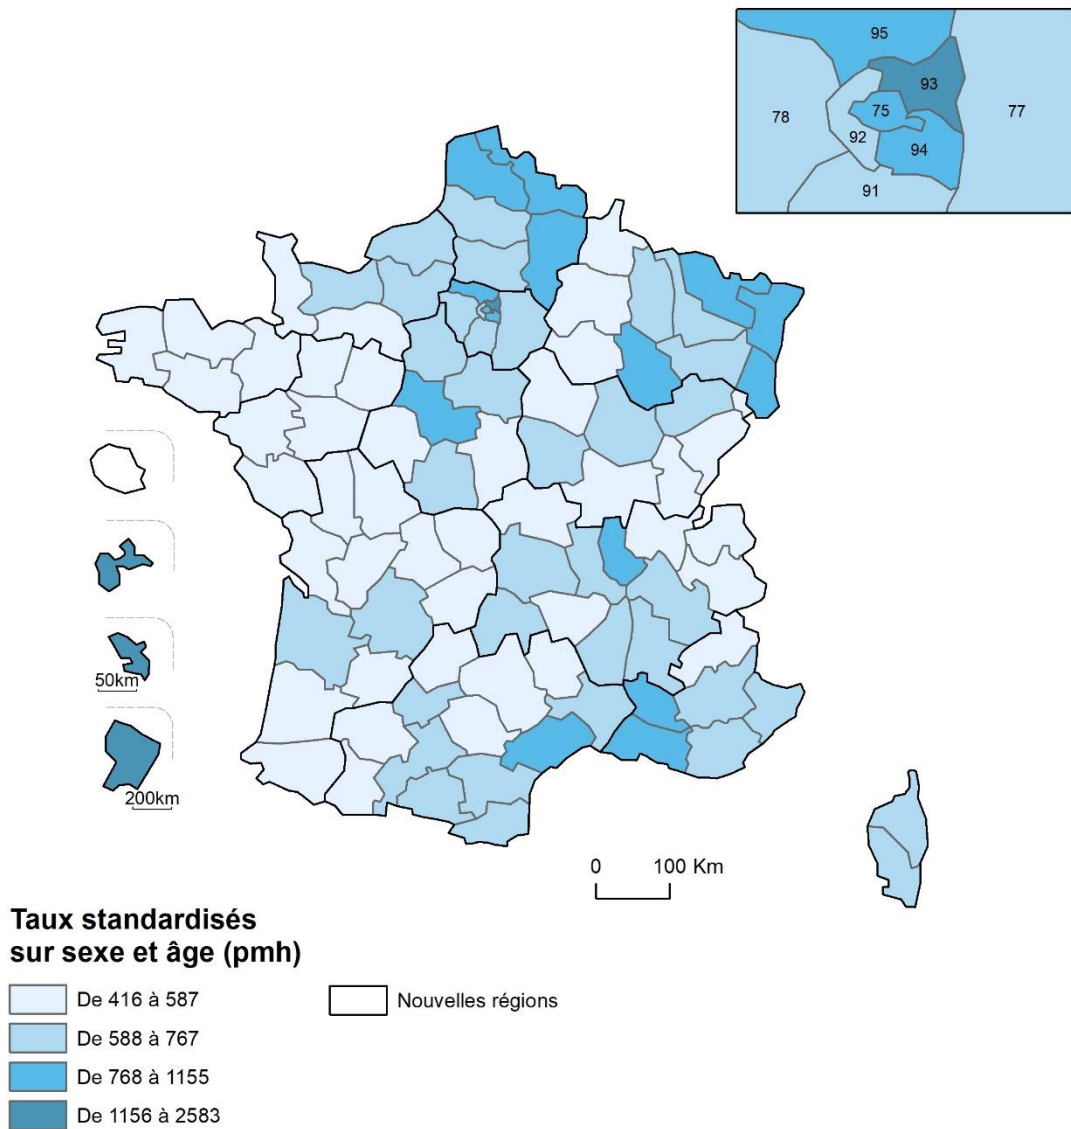 95
93
78
75
77
92
94
91
50km
200km
0 100 Km
Taux standardisés
sur sexe et âge (pmh)
De 416 à 587
Nouvelles régions
De 588 à 767
De 768 à 1155
De 1156 à 2583